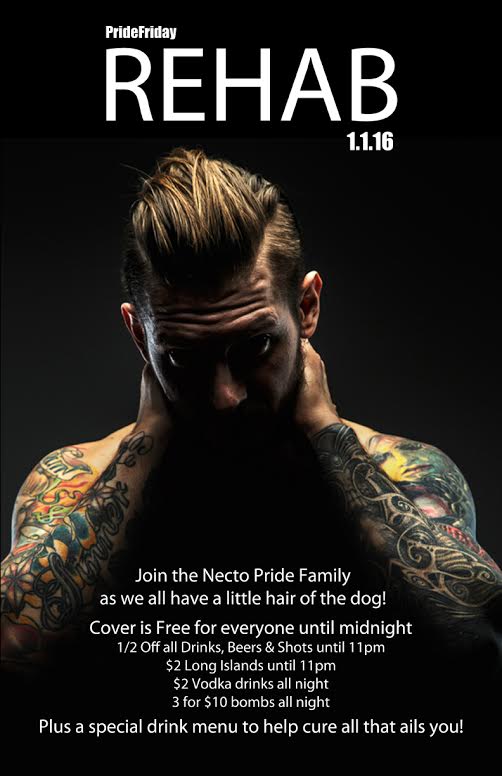 PrideFriday
REHAB
1.1.16
Join the Necto Pride Family
as we all have a little hair of the dog!
Cover is Free for everyone until midnight
1/2 Off all Drinks, Beers & Shots until 11pm
$2 Long Islands until 11pm
$2 Vodka drinks all night
3 for $10 bombs all night
Plus a special drink menu to help cure all that ails you!